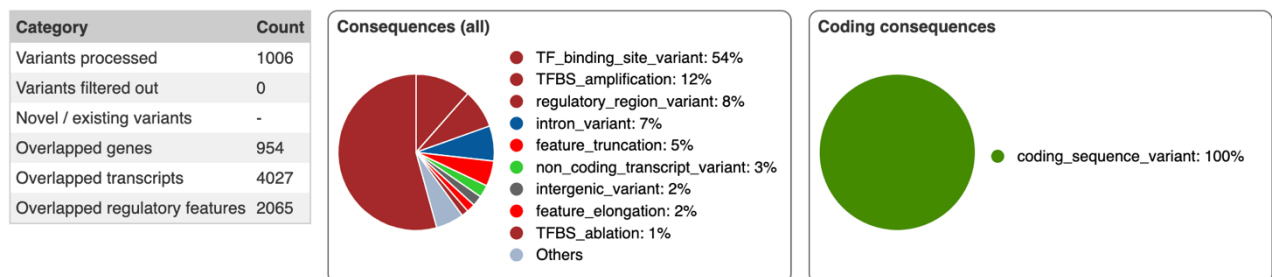 Category Count
Variants processed 1006
Variants filtered out 0
Novel / existing variants -
Overlapped genes 954
Overlapped transcripts 4027
Overlapped regulatory features 2065
Consequences (all)
TF_binding_site_variant: 54%
TFBS_amplification: 12%
regulatory_region_variant: 8%
intron_variant: 7%
feature_truncation: 5%
non_coding_transcript_variant: 3%
intergenic_variant: 2%
feature_elongation: 2%
TFBS_ablation: 1%
Others
Coding consequences
coding_sequence_variant: 100%